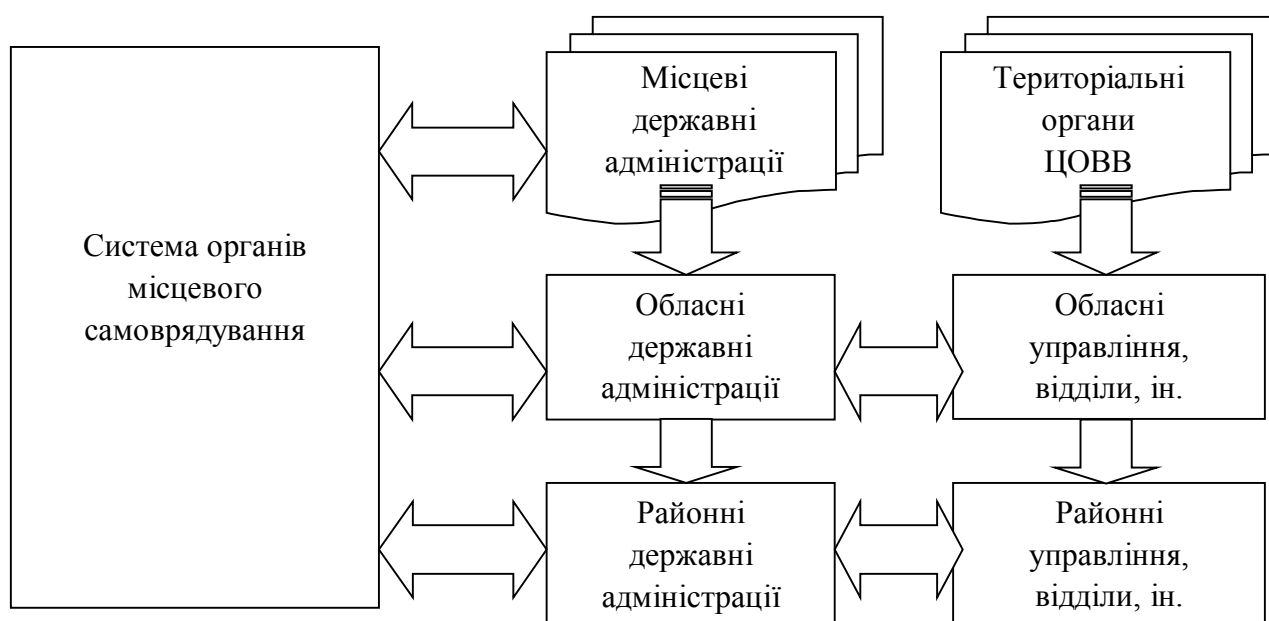 Система органів
місцевого
самоврядування
Місцеві
державні
адміністрації
Територіальні
органи
ЦОВВ
Обласні
державні
адміністрації
Обласні
управління,
відділи, ін.
Районні
державні
адміністрації
Районні
управління,
відділи, ін.